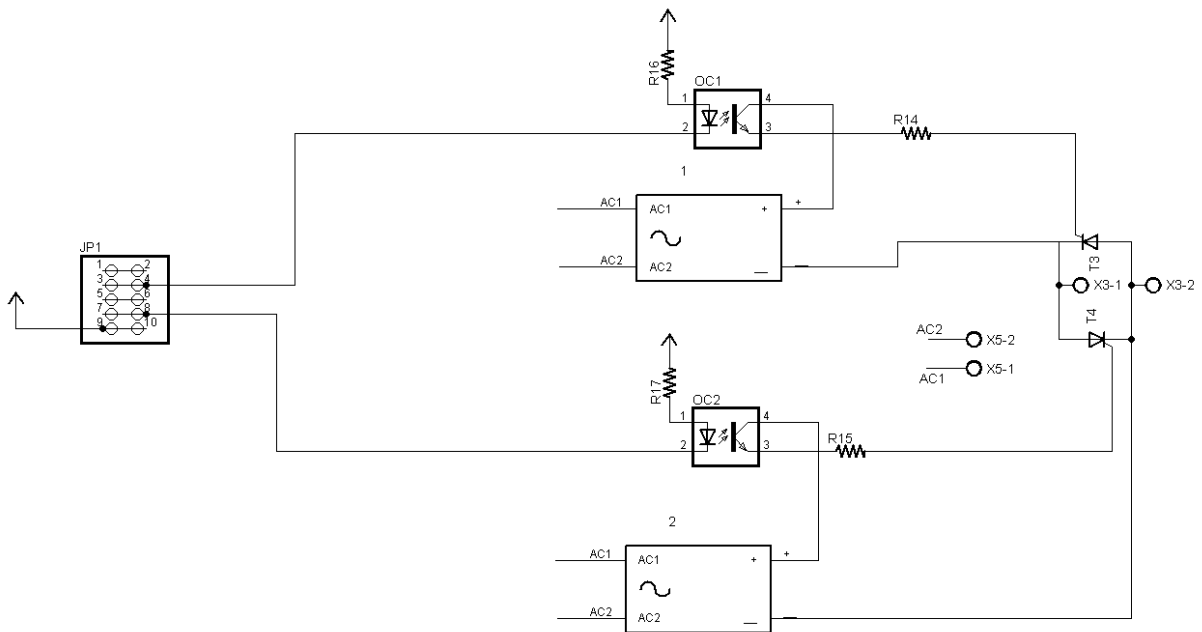 R16
OC1
1 4
2 3
R14
1
AC1 AC1 + +
AC2 AC2 — —
JP1
1 2
3 4
5 6
7 8
9 10
T3
X3-1 X3-2
T4
AC2 X5-2
AC1 X5-1
R17
OC2
1 4
2 3
R15
2
AC1 AC1 + +
AC2 AC2 — —